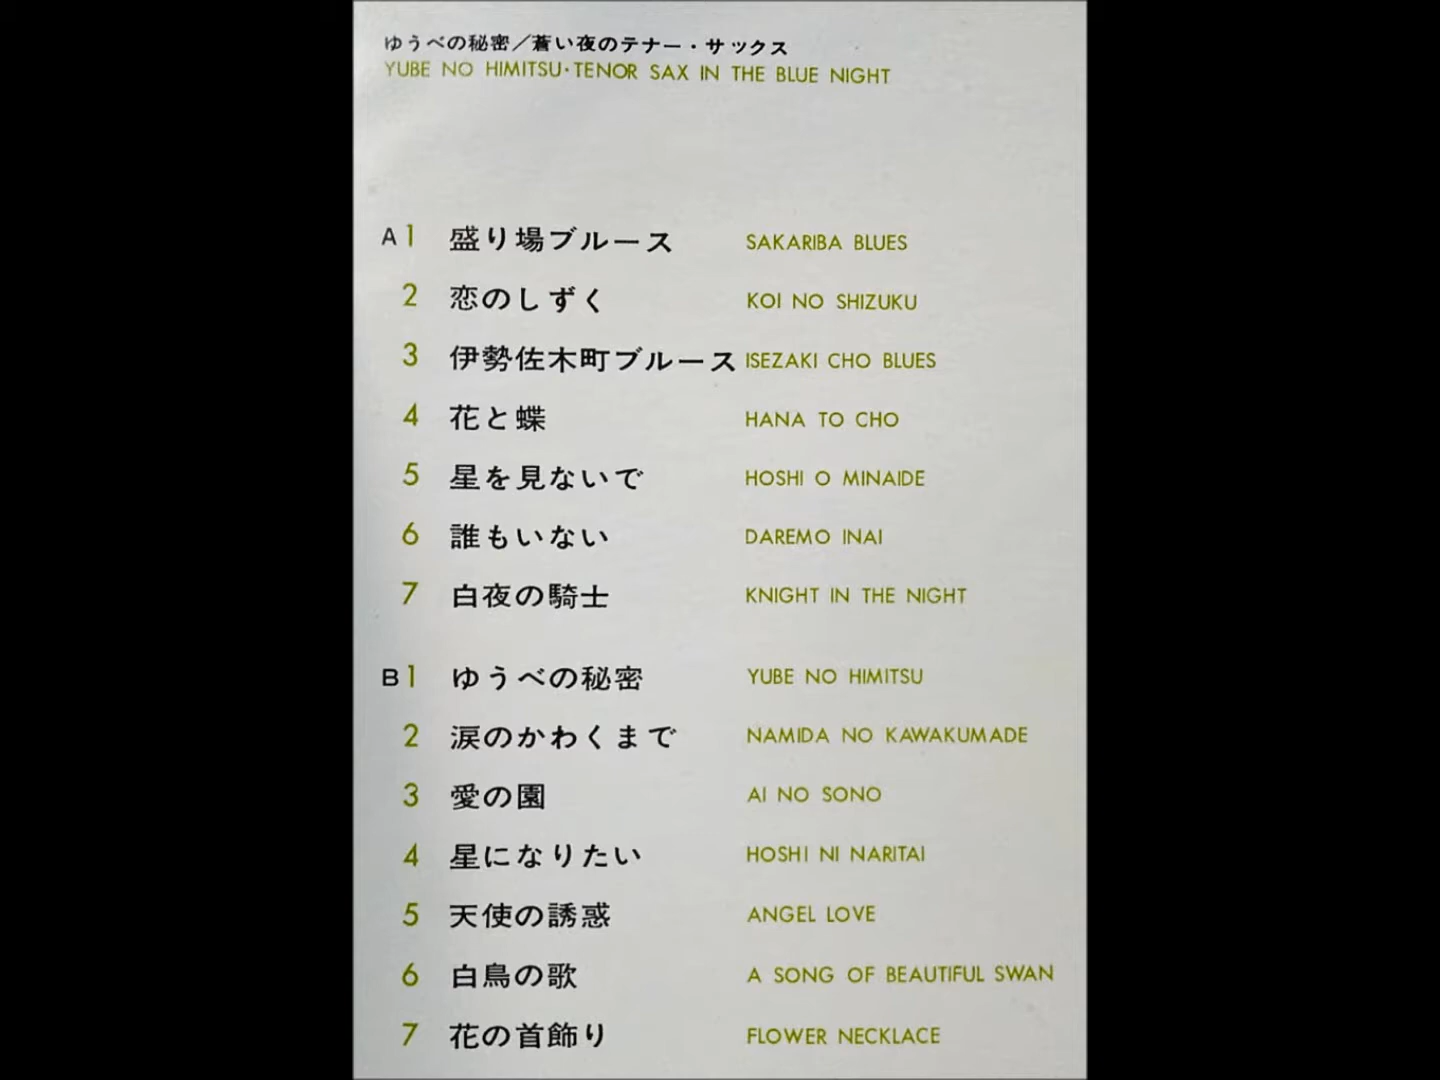 ゆうべの秘密／蒼い夜のテナー・サックス
YUBE NO HIMITSU·TENOR SAX IN THE BLUE NIGHT
A 1 盛り場ブルース SAKARIBA BLUES
2 恋のしずく KOI NO SHIZUKU
3 伊勢佐木町ブルース ISEZAKI CHO BLUES
4 花と蝶 HANA TO CHO
5 星を見ないで HOSHI O MINAIDE
6 誰もいない DAREMO INAI
7 白夜の騎士 KNIGHT IN THE NIGHT
B 1 ゆうべの秘密 YUBE NO HIMITSU
2 涙のかわくまで NAMIDA NO KAWAKUMADE
3 愛の園 AI NO SONO
4 星になりたい HOSHI NI NARITAI
5 天使の誘惑 ANGEL LOVE
6 白鳥の歌 A SONG OF BEAUTIFUL SWAN
7 花の首飾り FLOWER NECKLACE